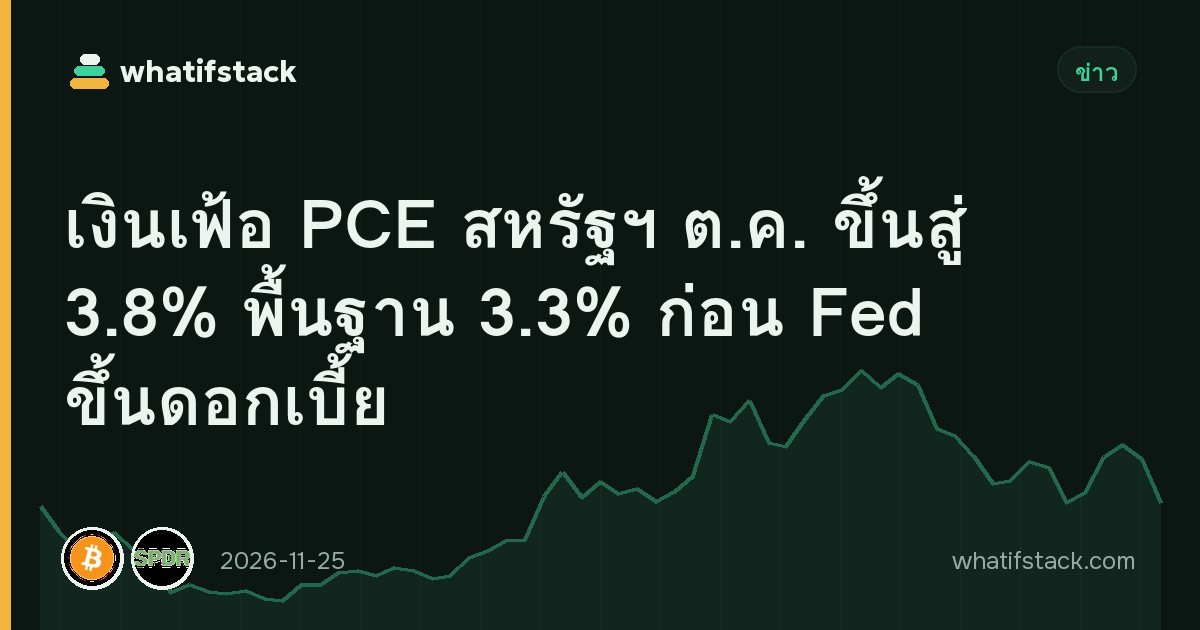 whatifstack
ข่าว
เงินเฟ้อ PCE สหรัฐฯ ต.ค. ขึ้นสู่
3.8% พื้นฐาน 3.3% ก่อน Fed
ขึ้นดอกเบี้ย
SPDR
2026-11-25
whatifstack.com